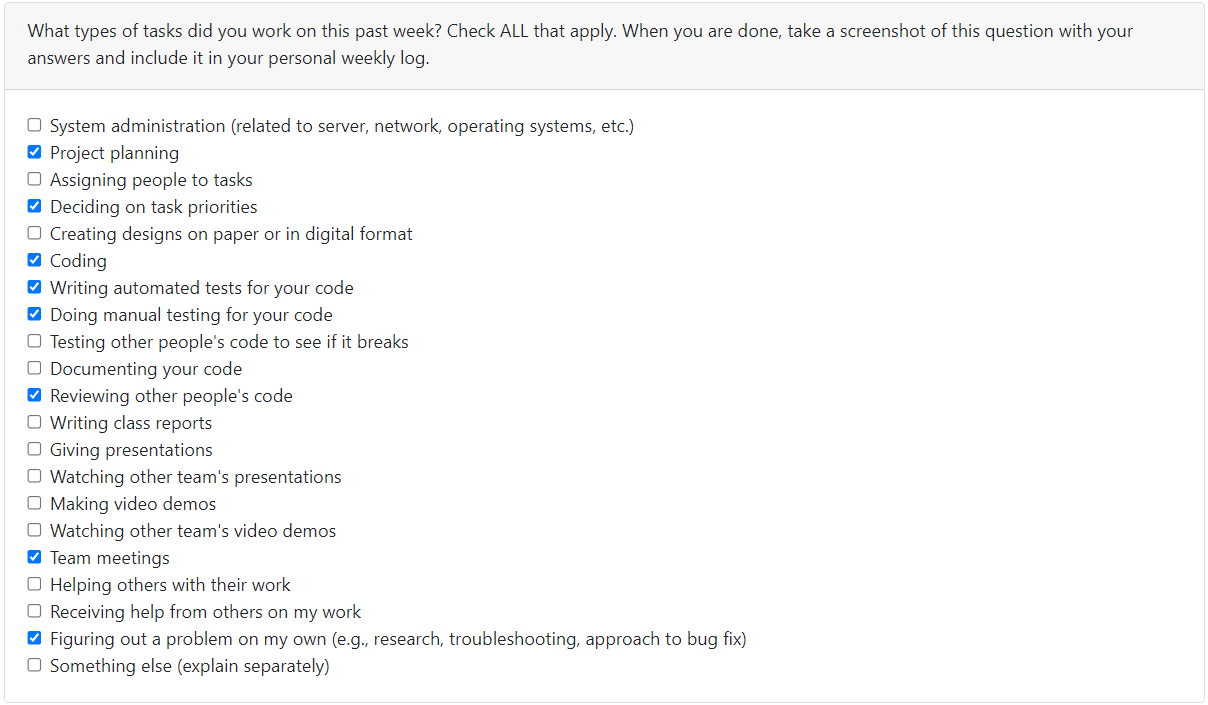 What types of tasks did you work on this past week? Check ALL that apply. When you are done, take a screenshot of this question with your
answers and include it in your personal weekly log.
System administration (related to server, network, operating systems, etc.)
Project planning
Assigning people to tasks
Deciding on task priorities
Creating designs on paper or in digital format
Coding
Writing automated tests for your code
Doing manual testing for your code
Testing other people's code to see if it breaks
Documenting your code
Reviewing other people's code
Writing class reports
Giving presentations
Watching other team's presentations
Making video demos
Watching other team's video demos
Team meetings
Helping others with their work
Receiving help from others on my work
Figuring out a problem on my own (e.g., research, troubleshooting, approach to bug fix)
Something else (explain separately)